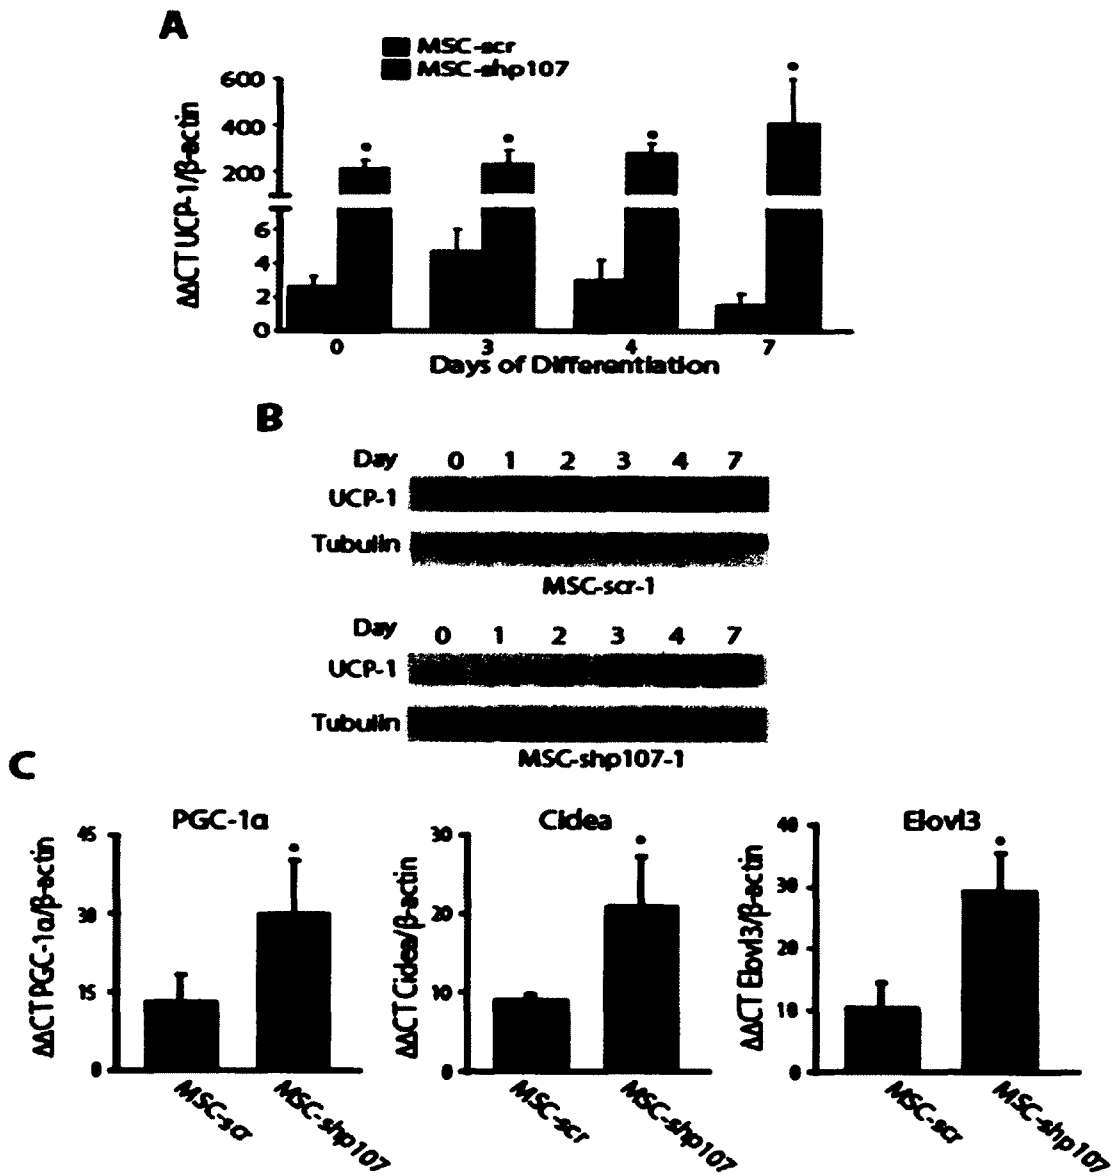 A
MSC-scr
MSC-shp107
ΔΔCT UCP-1/β-actin
600
400
200
6
4
2
0
0 3 4 7
Days of Differentiation
B
Day 0 1 2 3 4 7
UCP-1
Tubulin
MSC-scr-1
Day 0 1 2 3 4 7
UCP-1
Tubulin
MSC-shp107-1
C
PGC-1α
ΔΔCT PGC-1α/β-actin
45
30
15
0
MSC-scr
MSC-shp107
Cidea
ΔΔCT Cidea/β-actin
30
20
10
0
MSC-scr
MSC-shp107
Elovl3
ΔΔCT Elovl3/β-actin
40
30
20
10
0
MSC-scr
MSC-shp107